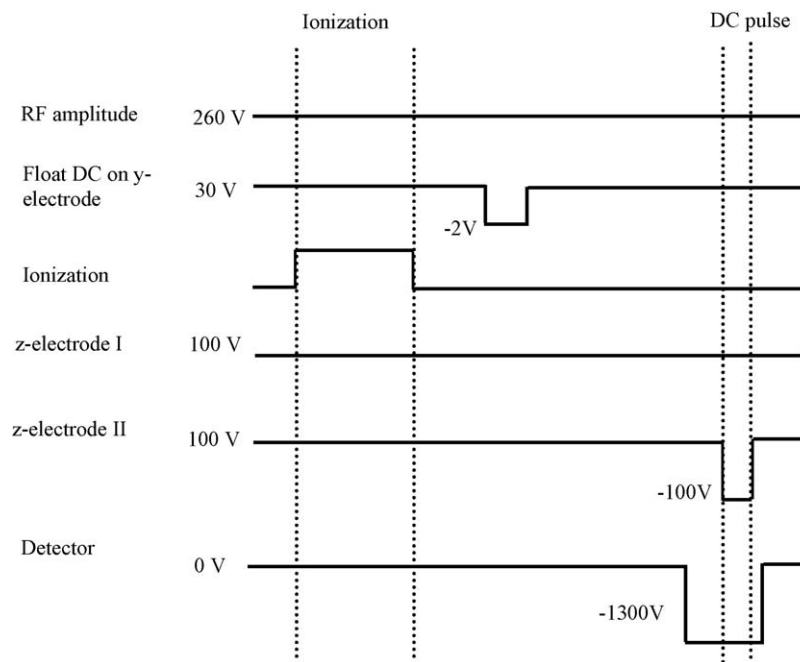 Ionization
DC pulse
RF amplitude
260 V
Float DC on y-
electrode
30 V
-2V
Ionization
z-electrode I
100 V
z-electrode II
100 V
-100V
Detector
0 V
-1300V